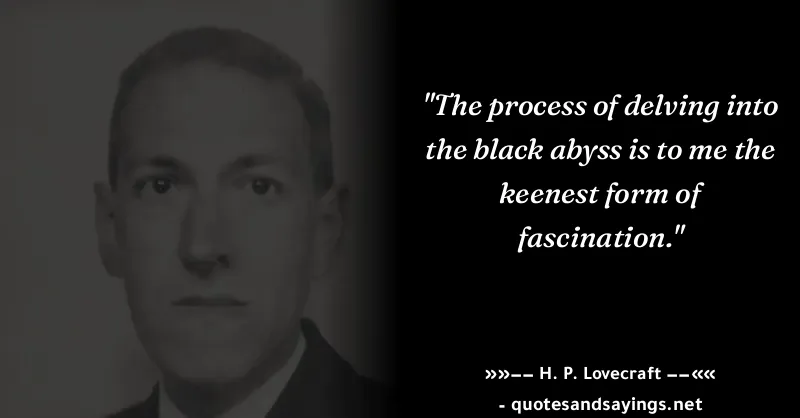 "The process of delving into
the black abyss is to me the
keenest form of
fascination."
»»−− H. P. Lovecraft −−««
- quotesandsayings.net